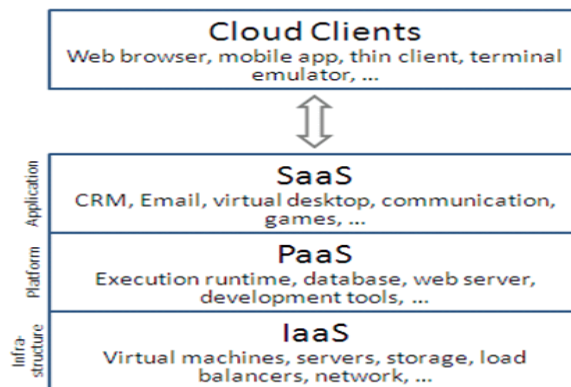 Cloud Clients
Web browser, mobile app, thin client, terminal
emulator, ...
Application
SaaS
CRM, Email, virtual desktop, communication,
games, ...
Platform
PaaS
Execution runtime, database, web server,
development tools, ...
Infra-
structure
IaaS
Virtual machines, servers, storage, load
balancers, network, ...